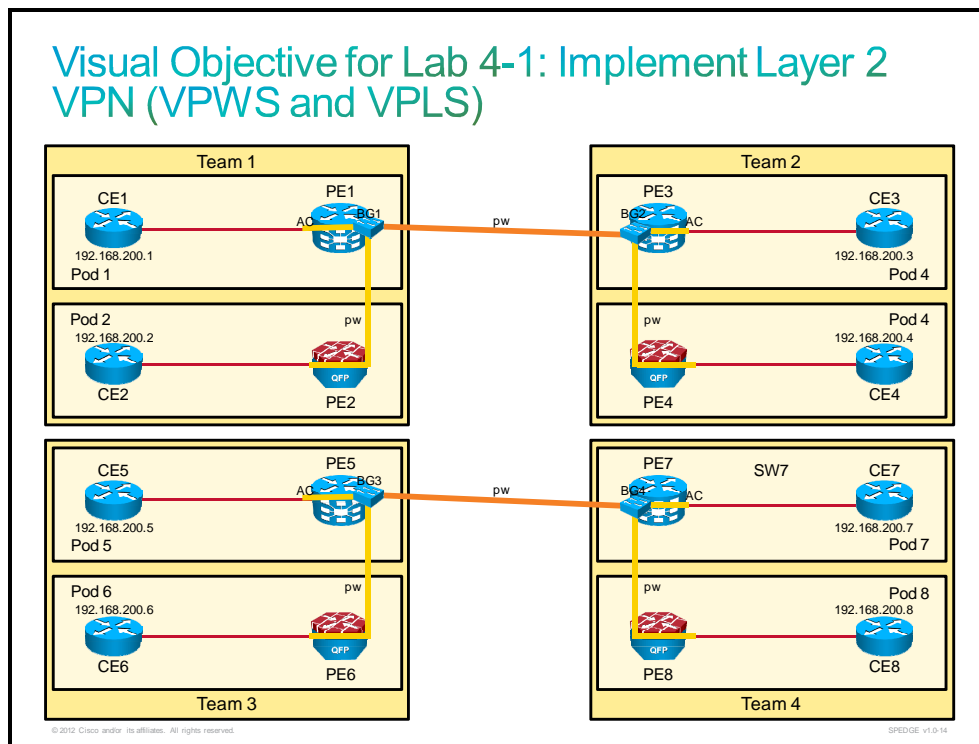 Visual Objective for Lab 4-1: Implement Layer 2
VPN (VPWS and VPLS)
Team 1
CE1
PE1
AC
BG1
192.168.200.1
Pod 1
pw
Pod 2
192.168.200.2
pw
QFP
CE2
PE2
Team 2
PE3
CE3
BG2
AC
192.168.200.3
Pod 4
Pod 4
pw
192.168.200.4
QFP
PE4
CE4
CE5
PE5
AC
BG3
192.168.200.5
Pod 5
pw
Pod 6
192.168.200.6
pw
QFP
CE6
PE6
Team 3
PE7
SW7
CE7
BG4
AC
192.168.200.7
Pod 7
Pod 8
pw
192.168.200.8
QFP
PE8
CE8
Team 4
© 2012 Cisco and/or its affiliates. All rights reserved.
SPEDGE v1.0-14